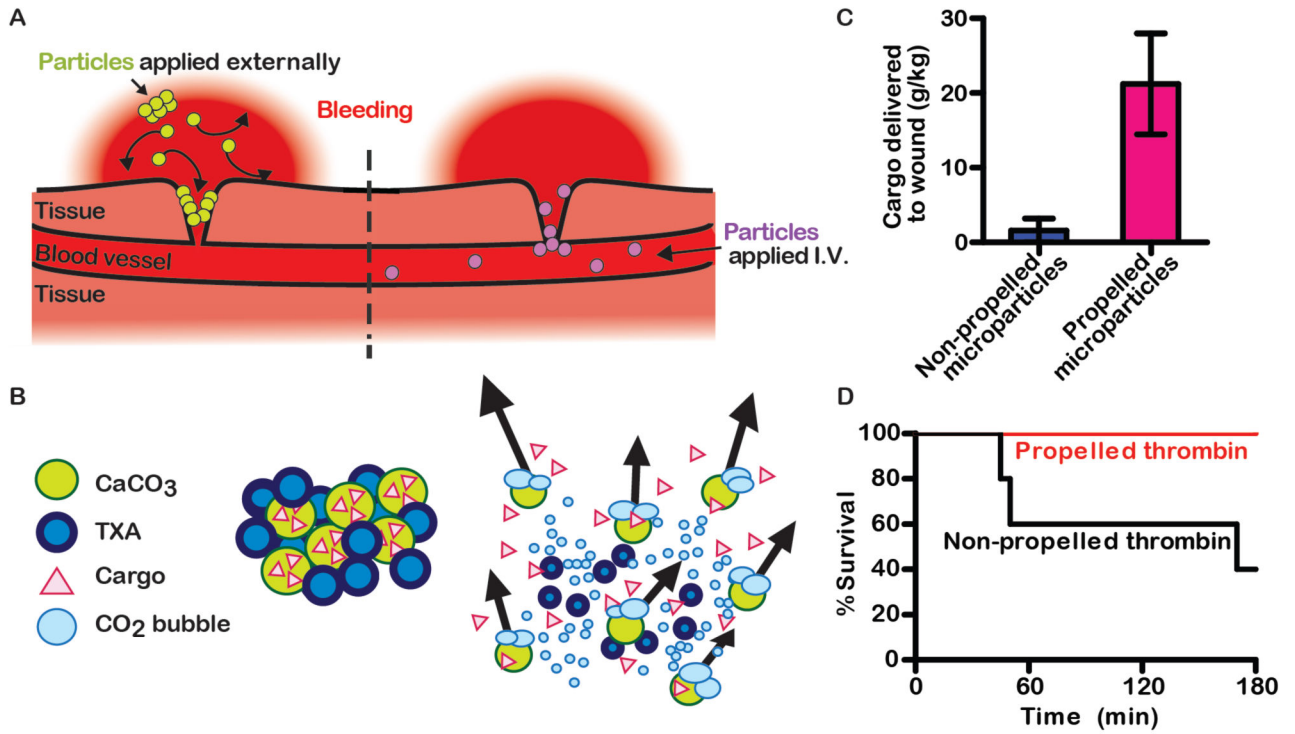 A
Particles applied externally
Bleeding
Tissue
Blood vessel
Tissue
Particles
applied I.V.
B
CaCO3
TXA
Cargo
CO2 bubble
C
Cargo delivered
to wound (g/kg)
30
20
10
0
Non-propelled
microparticles
Propelled
microparticles
D
% Survival
100
80
60
40
20
0
Propelled thrombin
Non-propelled thrombin
0
60
120
180
Time (min)